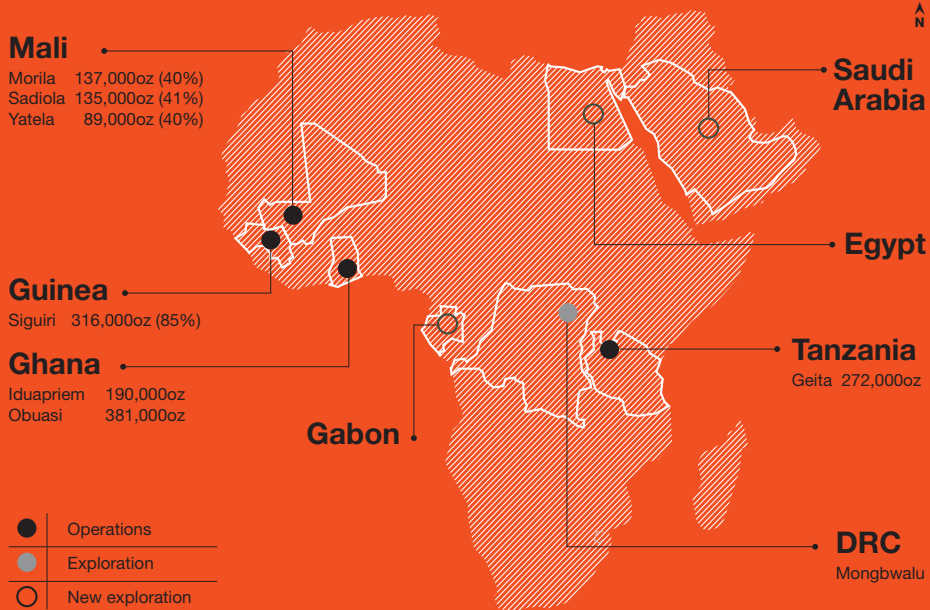 N
Mali
Morila 137,000oz (40%)
Sadiola 135,000oz (41%)
Yatela 89,000oz (40%)
Saudi
Arabia
Egypt
Guinea
Siguiri 316,000oz (85%)
Ghana
Iduapriem 190,000oz
Obuasi 381,000oz
Gabon
Tanzania
Geita 272,000oz
DRC
Mongbwalu
Operations
Exploration
New exploration